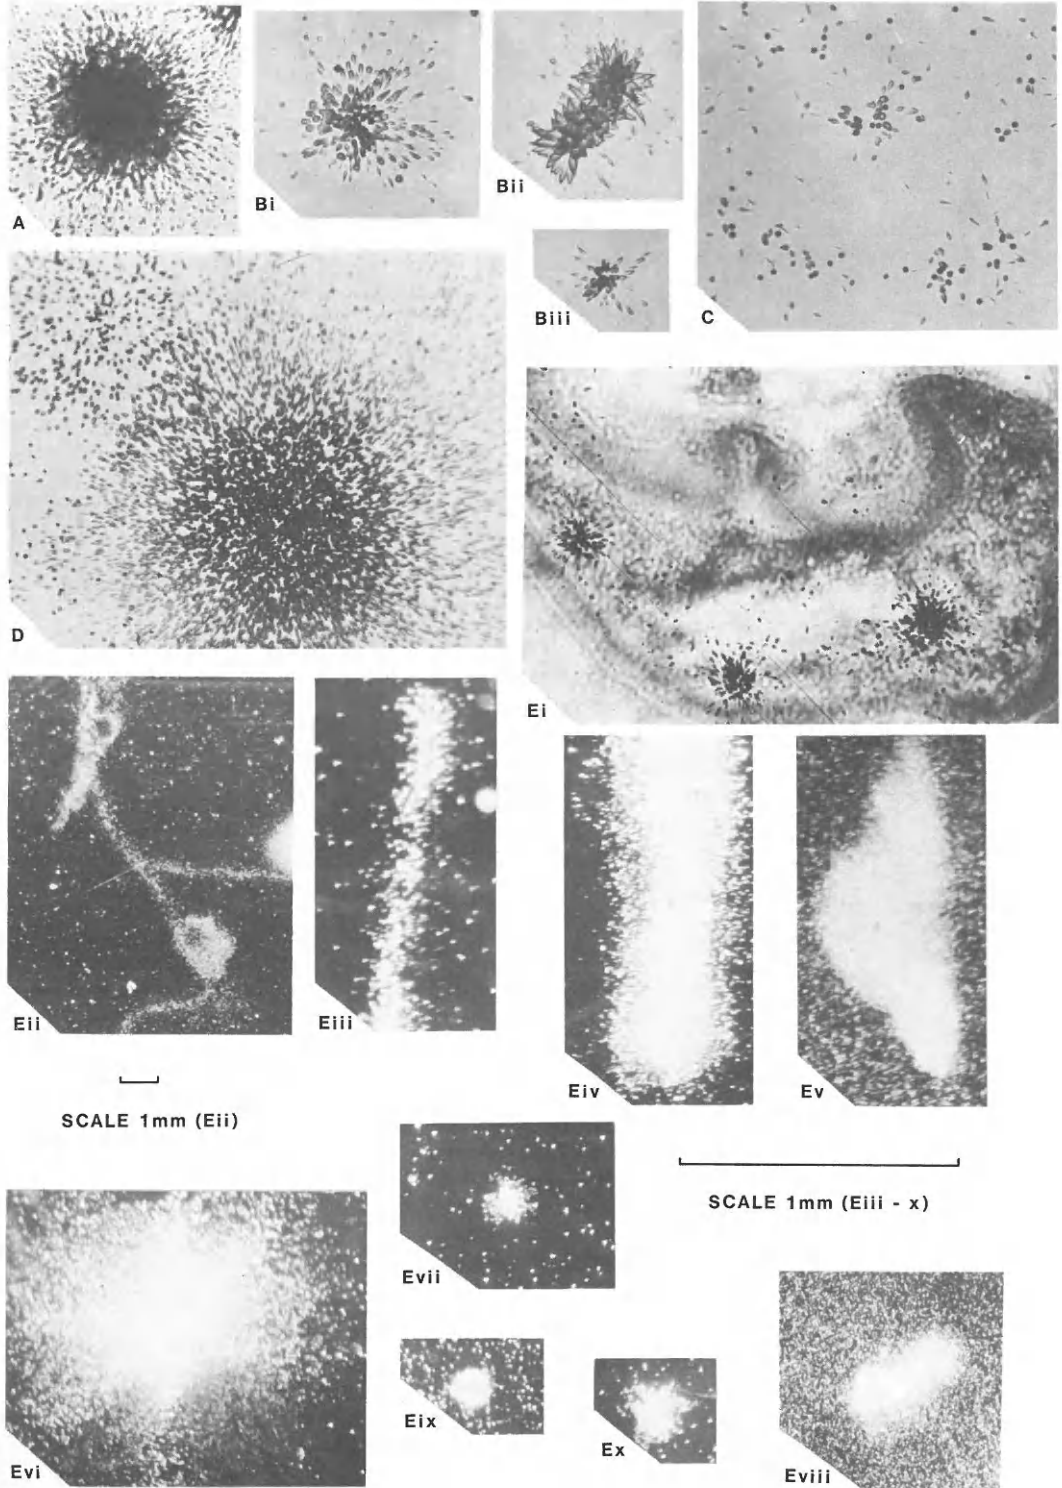 A
Bi
Bii
Biii
C
D
Ei
Eii
Eiii
Eiv
Ev
SCALE 1mm (Eii)
SCALE 1mm (Eiii - x)
Evii
Evi
Eix
Ex
Eviii